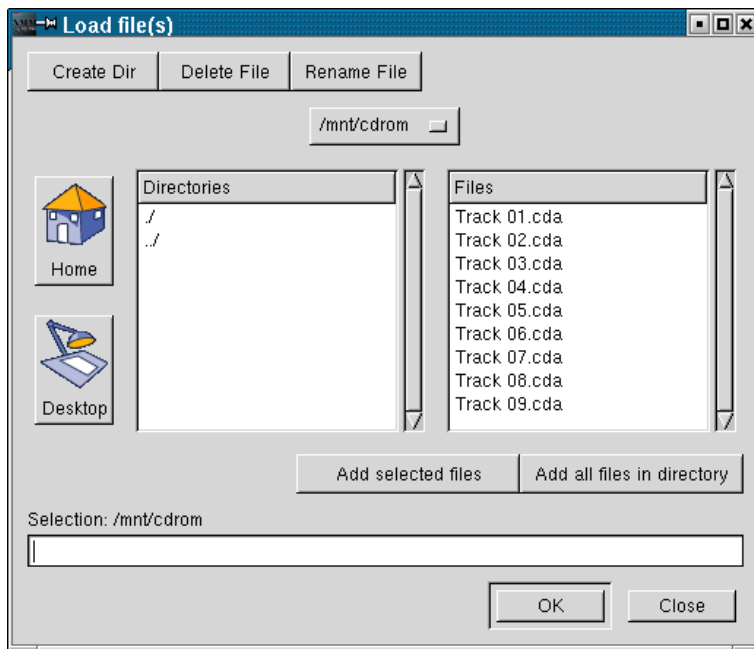 Load file(s)
Create Dir Delete File Rename File
/mnt/cdrom
Directories
./
../
Files
Track 01.cda
Track 02.cda
Track 03.cda
Track 04.cda
Track 05.cda
Track 06.cda
Track 07.cda
Track 08.cda
Track 09.cda
Home
Desktop
Add selected files Add all files in directory
Selection: /mnt/cdrom
OK Close